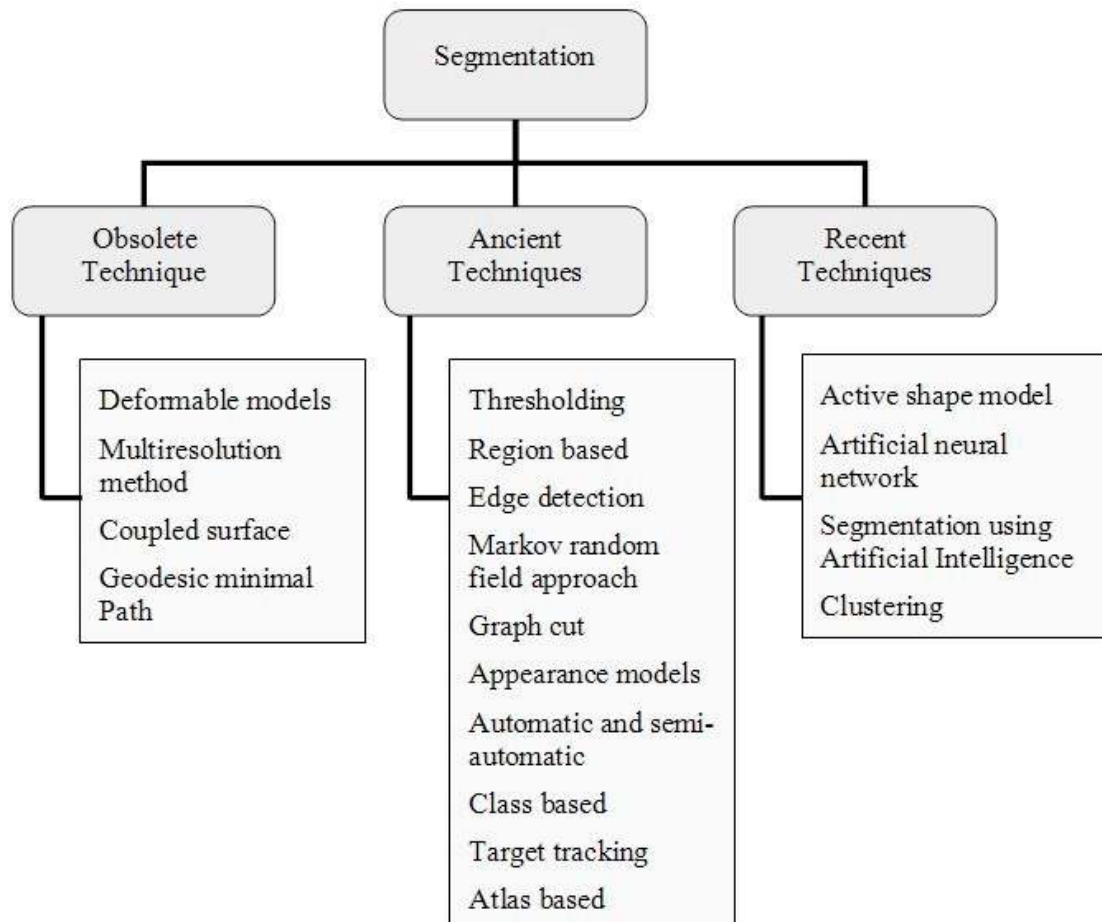 Segmentation
Obsolete
Technique
Ancient
Techniques
Recent
Techniques
Deformable models
Multiresolution
method
Coupled surface
Geodesic minimal
Path
Thresholding
Region based
Edge detection
Markov random
field approach
Graph cut
Appearance models
Automatic and semi-
automatic
Class based
Target tracking
Atlas based
Active shape model
Artificial neural
network
Segmentation using
Artificial Intelligence
Clustering